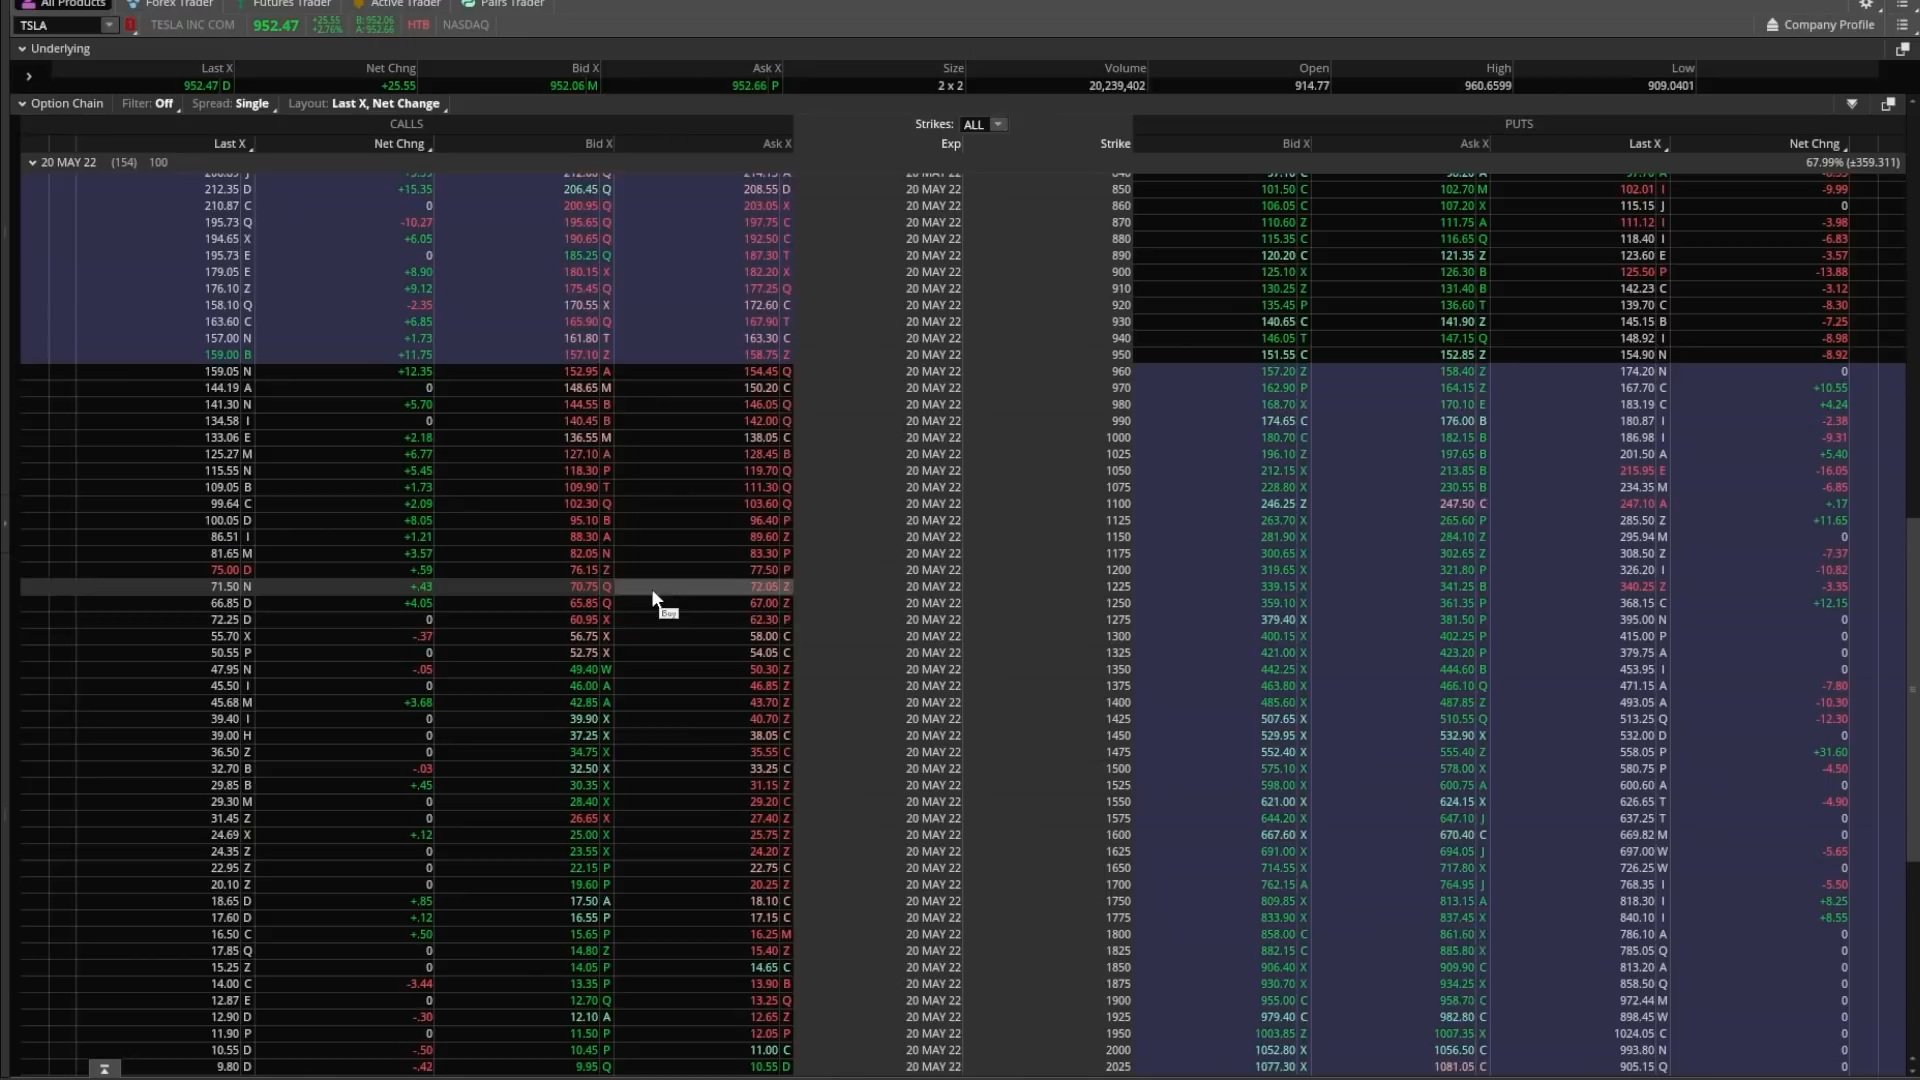 All Products Forex Trader Futures Trader Active Trader Pairs Trader
TSLA TESLA INC COM 952.47 +25.55 +2.76% B: 952.06 A: 952.66 HTB NASDAQ Company Profile
Underlying
Last X Net Chng Bid X Ask X Size Volume Open High Low
952.47 D +25.55 952.06 M 952.66 P 2 x 2 20,239,402 914.77 960.6599 909.0401
Option Chain Filter: Off Spread: Single Layout: Last X, Net Change
CALLS Strikes: ALL PUTS
Last X Net Chng Bid X Ask X Exp Strike Bid X Ask X Last X Net Chng
20 MAY 22 (154) 100 67.99% (±359.311)
212.35 D +15.35 206.45 Q 208.55 D 20 MAY 22 850 101.50 C 102.70 M 102.01 I -9.99
210.87 C 0 200.95 Q 203.05 X 20 MAY 22 860 106.05 C 107.20 X 115.15 J 0
195.73 Q -10.27 195.65 Q 197.75 C 20 MAY 22 870 110.60 Z 111.75 A 111.12 I -3.98
194.65 X +6.05 190.65 Q 192.50 C 20 MAY 22 880 115.35 C 116.65 Q 118.40 I -6.83
195.73 E 0 185.25 Q 187.30 T 20 MAY 22 890 120.20 C 121.35 Z 123.60 E -3.57
179.05 E +8.90 180.15 X 182.20 X 20 MAY 22 900 125.10 X 126.30 B 125.50 P -13.88
176.10 Z +9.12 175.45 Q 177.25 Q 20 MAY 22 910 130.25 Z 131.40 B 142.23 C -3.12
158.10 Q -2.35 170.55 X 172.60 C 20 MAY 22 920 135.45 P 136.60 T 139.70 C -8.30
163.60 C +6.85 165.90 Q 167.90 T 20 MAY 22 930 140.65 C 141.90 Z 145.15 B -7.25
157.00 N +1.73 161.80 T 163.30 C 20 MAY 22 940 146.05 T 147.15 Q 148.92 I -8.98
159.00 B +11.75 157.10 Z 158.75 Z 20 MAY 22 950 151.55 C 152.85 Z 154.90 N -8.92
159.05 N +12.35 152.95 A 154.45 Q 20 MAY 22 960 157.20 Z 158.40 Z 174.20 N 0
144.19 A 0 148.65 M 150.20 C 20 MAY 22 970 162.90 P 164.15 Z 167.70 C +10.55
141.30 N +5.70 144.55 B 146.05 Q 20 MAY 22 980 168.70 X 170.10 E 183.19 C +4.24
134.58 I 0 140.45 B 142.00 Q 20 MAY 22 990 174.65 C 176.00 B 180.87 I -2.38
133.06 E +2.18 136.55 M 138.05 C 20 MAY 22 1000 180.70 C 182.15 B 186.98 I -9.31
125.27 M +6.77 127.10 A 128.45 B 20 MAY 22 1025 196.10 Z 197.65 B 201.50 A +5.40
115.55 N +5.45 118.30 P 119.70 Q 20 MAY 22 1050 212.15 X 213.85 B 215.95 E -16.05
109.05 B +1.73 109.90 T 111.30 Q 20 MAY 22 1075 228.80 X 230.55 B 234.35 M -6.85
99.64 C +2.09 102.30 Q 103.60 Q 20 MAY 22 1100 246.25 Z 247.50 C 247.10 A +.17
100.05 D +8.05 95.10 B 96.40 P 20 MAY 22 1125 263.70 X 265.60 P 285.50 Z +11.65
86.51 I +1.21 88.30 A 89.60 Z 20 MAY 22 1150 281.90 X 284.10 Z 295.94 M 0
81.65 M +3.57 82.05 N 83.30 P 20 MAY 22 1175 300.65 X 302.65 Z 308.50 Z -7.37
75.00 D +.59 76.15 Z 77.50 P 20 MAY 22 1200 319.65 X 321.80 P 326.20 I -10.82
71.50 N +.43 70.75 Q 72.05 Z 20 MAY 22 1225 339.15 X 341.25 B 340.25 Z -3.35
Buy
66.85 D +4.05 65.85 Q 67.00 Z 20 MAY 22 1250 359.10 X 361.35 P 368.15 C +12.15
72.25 D 0 60.95 X 62.30 P 20 MAY 22 1275 379.40 X 381.50 P 395.00 N 0
55.70 X -.37 56.75 X 58.00 C 20 MAY 22 1300 400.15 X 402.25 P 415.00 P 0
50.55 P 0 52.75 X 54.05 C 20 MAY 22 1325 421.00 X 423.20 P 379.75 A 0
47.95 N -.05 49.40 W 50.30 Z 20 MAY 22 1350 442.25 X 444.60 B 453.95 I 0
45.50 I 0 46.00 A 46.85 Z 20 MAY 22 1375 463.80 X 466.10 Q 471.15 A -7.80
45.68 M +3.68 42.85 A 43.70 Z 20 MAY 22 1400 485.60 X 487.85 Z 493.05 A -10.30
39.40 I 0 39.90 X 40.70 Z 20 MAY 22 1425 507.65 X 510.55 Q 513.25 Q -12.30
39.00 H 0 37.25 X 38.05 C 20 MAY 22 1450 529.95 X 532.90 X 532.00 D 0
36.50 Z 0 34.75 X 35.55 C 20 MAY 22 1475 552.40 X 555.40 Z 558.05 P +31.60
32.70 B -.03 32.50 X 33.25 C 20 MAY 22 1500 575.10 X 578.00 X 580.75 P -4.50
29.85 B +.45 30.35 X 31.15 Z 20 MAY 22 1525 598.00 X 600.75 A 600.60 A 0
29.30 M 0 28.40 X 29.20 C 20 MAY 22 1550 621.00 X 624.15 X 626.65 T -4.90
31.45 Z 0 26.65 X 27.40 Z 20 MAY 22 1575 644.20 X 647.10 J 637.25 T 0
24.69 X +.12 25.00 X 25.75 Z 20 MAY 22 1600 667.60 X 670.40 C 669.82 M 0
24.35 Z 0 23.55 X 24.20 Z 20 MAY 22 1625 691.00 X 694.05 J 697.00 W -5.65
22.95 Z 0 22.15 P 22.75 C 20 MAY 22 1650 714.55 X 717.80 X 726.25 W 0
20.10 Z 0 19.60 P 20.25 Z 20 MAY 22 1700 762.15 A 764.95 J 768.35 I -5.50
18.65 D +.85 17.50 A 18.10 C 20 MAY 22 1750 809.85 X 813.15 A 818.30 I +8.25
17.60 D +.12 16.55 P 17.15 C 20 MAY 22 1775 833.90 X 837.45 X 840.10 I +8.55
16.50 C +.50 15.65 P 16.25 M 20 MAY 22 1800 858.00 C 861.60 X 786.10 A 0
17.85 Q 0 14.80 Z 15.40 Z 20 MAY 22 1825 882.15 C 885.80 X 785.05 Q 0
15.25 Z 0 14.05 P 14.65 C 20 MAY 22 1850 906.40 X 909.90 C 813.20 A 0
14.00 C -3.44 13.35 P 13.90 B 20 MAY 22 1875 930.70 X 934.25 X 858.50 Q 0
12.87 E 0 12.70 Q 13.25 Q 20 MAY 22 1900 955.00 C 958.70 C 972.44 M 0
12.90 D -.30 12.10 A 12.65 Z 20 MAY 22 1925 979.40 C 982.80 C 898.45 W 0
11.90 P 0 11.50 P 12.05 P 20 MAY 22 1950 1003.85 Z 1007.35 X 1024.05 C 0
10.55 D -.50 10.45 P 11.00 C 20 MAY 22 2000 1052.80 X 1056.50 C 993.80 N 0
9.80 D -.42 9.95 Q 10.55 D 20 MAY 22 2025 1077.30 X 1081.05 C 905.15 Q 0